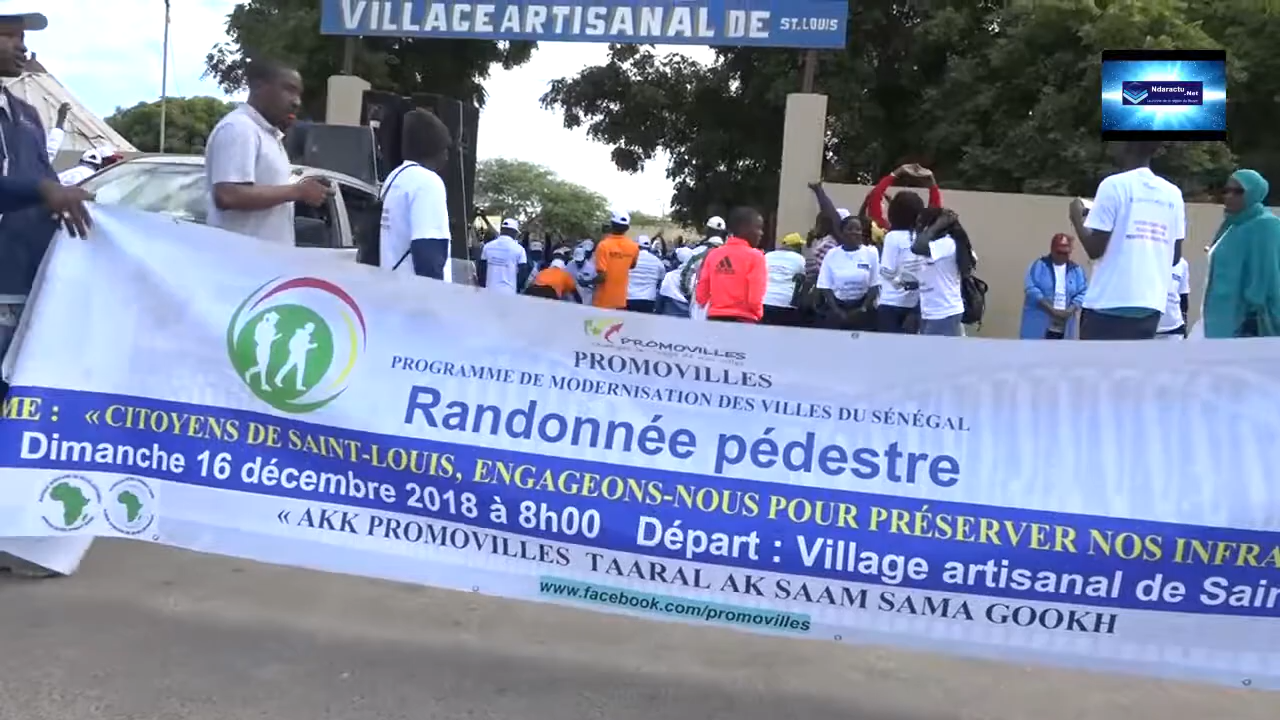 VILLAGE ARTISANAL DE ST.LOUIS
Ndaractu
.Net
PROMOVILLES
PROMOVILLES
PROGRAMME DE MODERNISATION DES VILLES DU SÉNÉGAL
Randonnée pédestre
ME : « CITOYENS DE SAINT-LOUIS, ENGAGEONS-NOUS POUR PRÉSERVER NOS INFRA
Dimanche 16 décembre 2018 à 8h00 Départ : Village artisanal de Sain
« AKK PROMOVILLES TAARAL AK SAAM SAMA GOOKH
www.facebook.com/promovilles